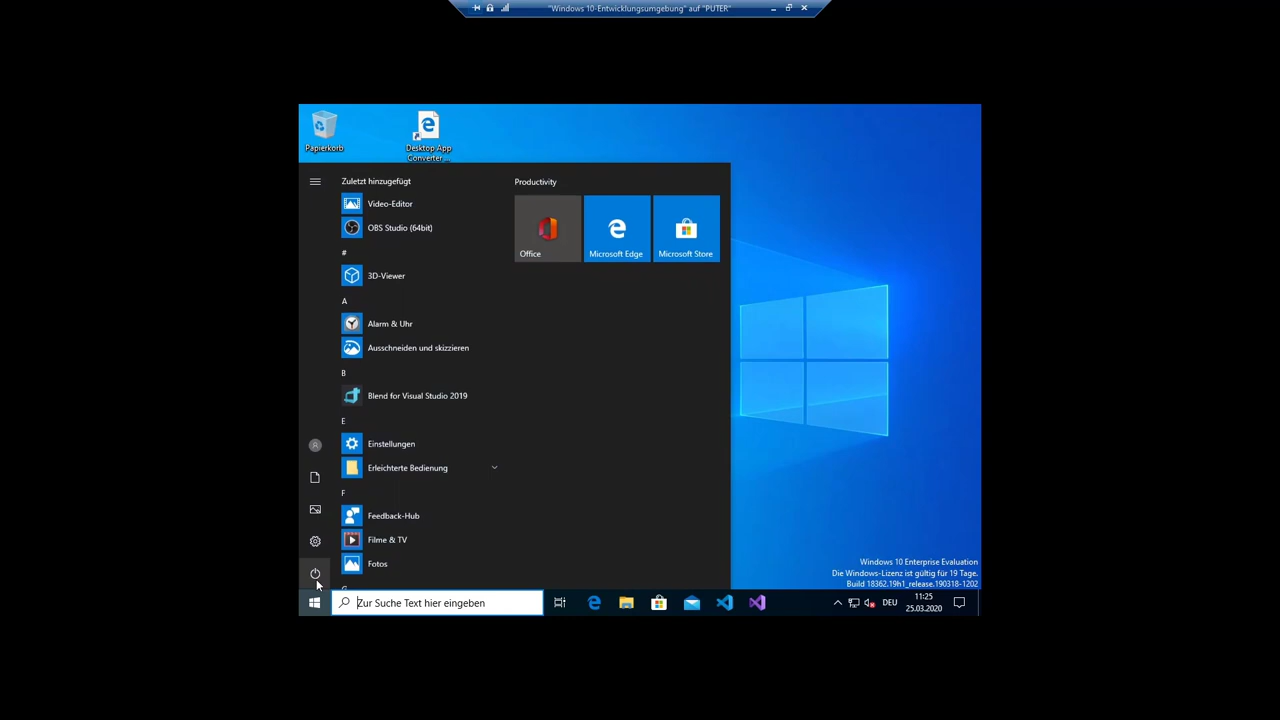 "Windows 10-Entwicklungsumgebung" auf "PUTER"
Papierkorb
Desktop App
Converter ...
Zuletzt hinzugefügt
Video-Editor
OBS Studio (64bit)
#
3D-Viewer
A
Alarm & Uhr
Ausschneiden und skizzieren
B
Blend for Visual Studio 2019
E
Einstellungen
Erleichterte Bedienung
F
Feedback-Hub
Filme & TV
Fotos
Productivity
Office
Microsoft Edge
Microsoft Store
Windows 10 Enterprise Evaluation
Die Windows-Lizenz ist gültig für 19 Tage.
Build 18362.19h1_release.190318-1202
Zur Suche Text hier eingeben
DEU
11:25
25.03.2020